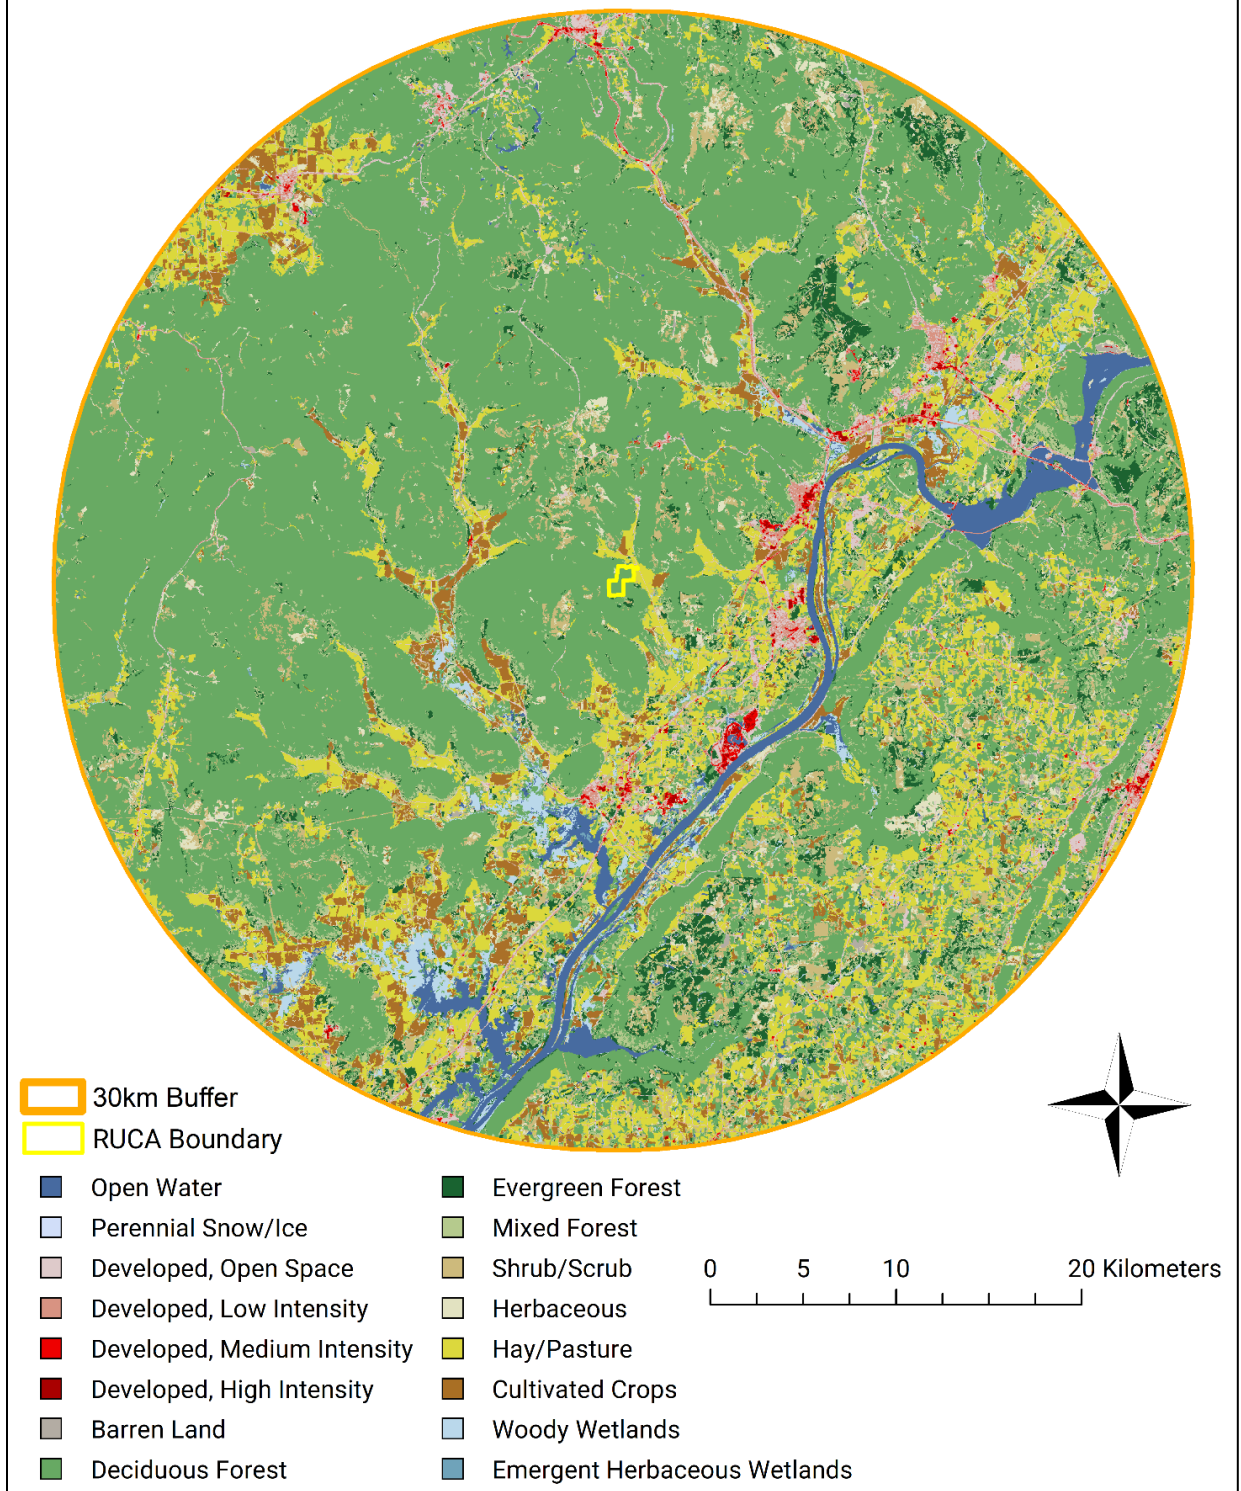 30km Buffer
RUCA Boundary
Open Water
Perennial Snow/Ice
Developed, Open Space
Developed, Low Intensity
Developed, Medium Intensity
Developed, High Intensity
Barren Land
Deciduous Forest
Evergreen Forest
Mixed Forest
Shrub/Scrub
Herbaceous
Hay/Pasture
Cultivated Crops
Woody Wetlands
Emergent Herbaceous Wetlands
0 5 10 20 Kilometers